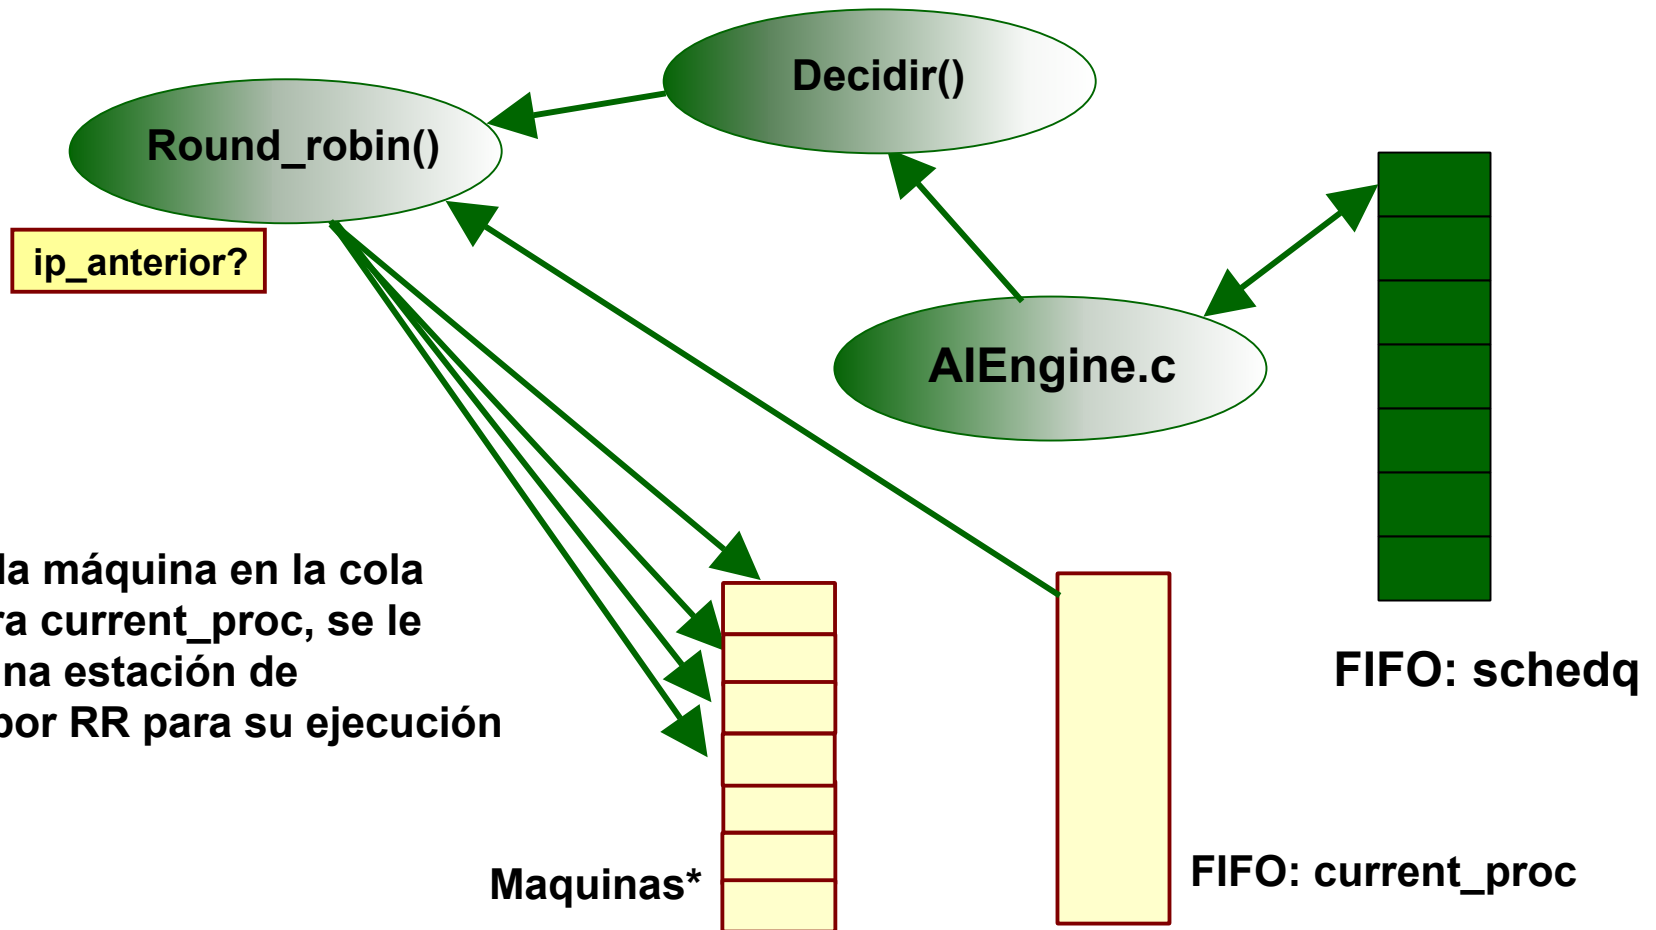 Decidir()
Round_robin()
ip_anterior?
AIEngine.c
la máquina en la cola
ra current_proc, se le
na estación de
por RR para su ejecución
FIFO: schedq
Maquinas*
FIFO: current_proc